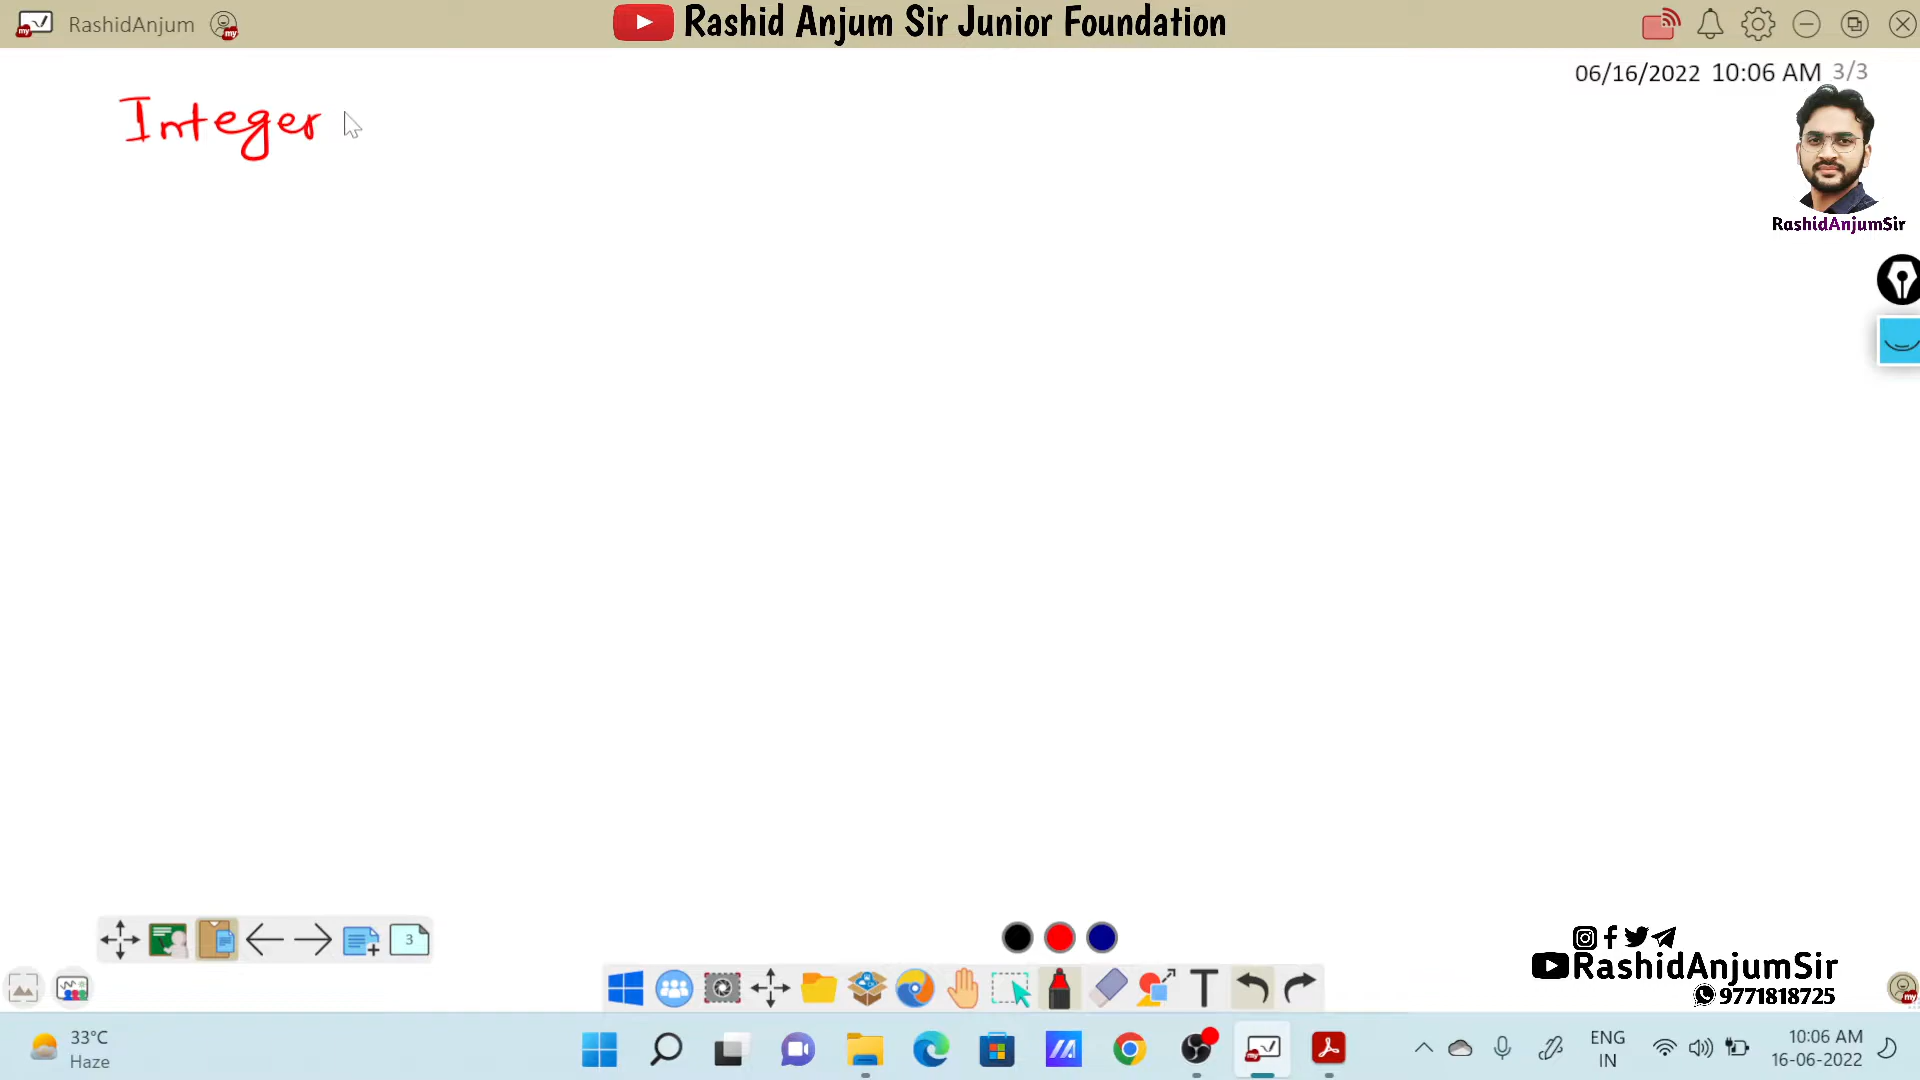 RashidAnjum
Rashid Anjum Sir Junior Foundation
06/16/2022 10:06 AM 3/3
Integer
RashidAnjumSir
3
RashidAnjumSir
9771818725
33°C
Haze
ENG
IN
10:06 AM
16-06-2022